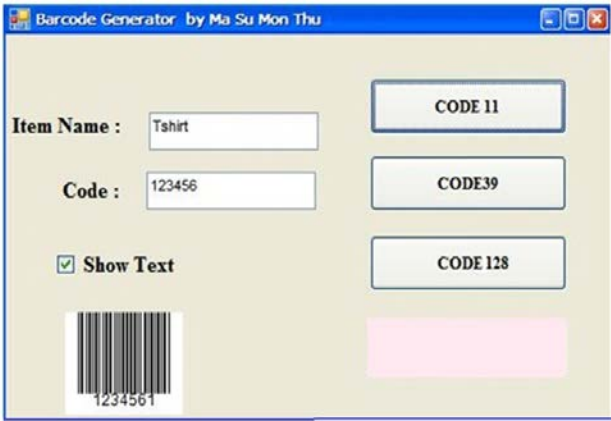 Barcode Generator by Ma Su Mon Thu
Item Name :
Tshirt
Code :
123456
Show Text
1234561
CODE 11
CODE39
CODE 128